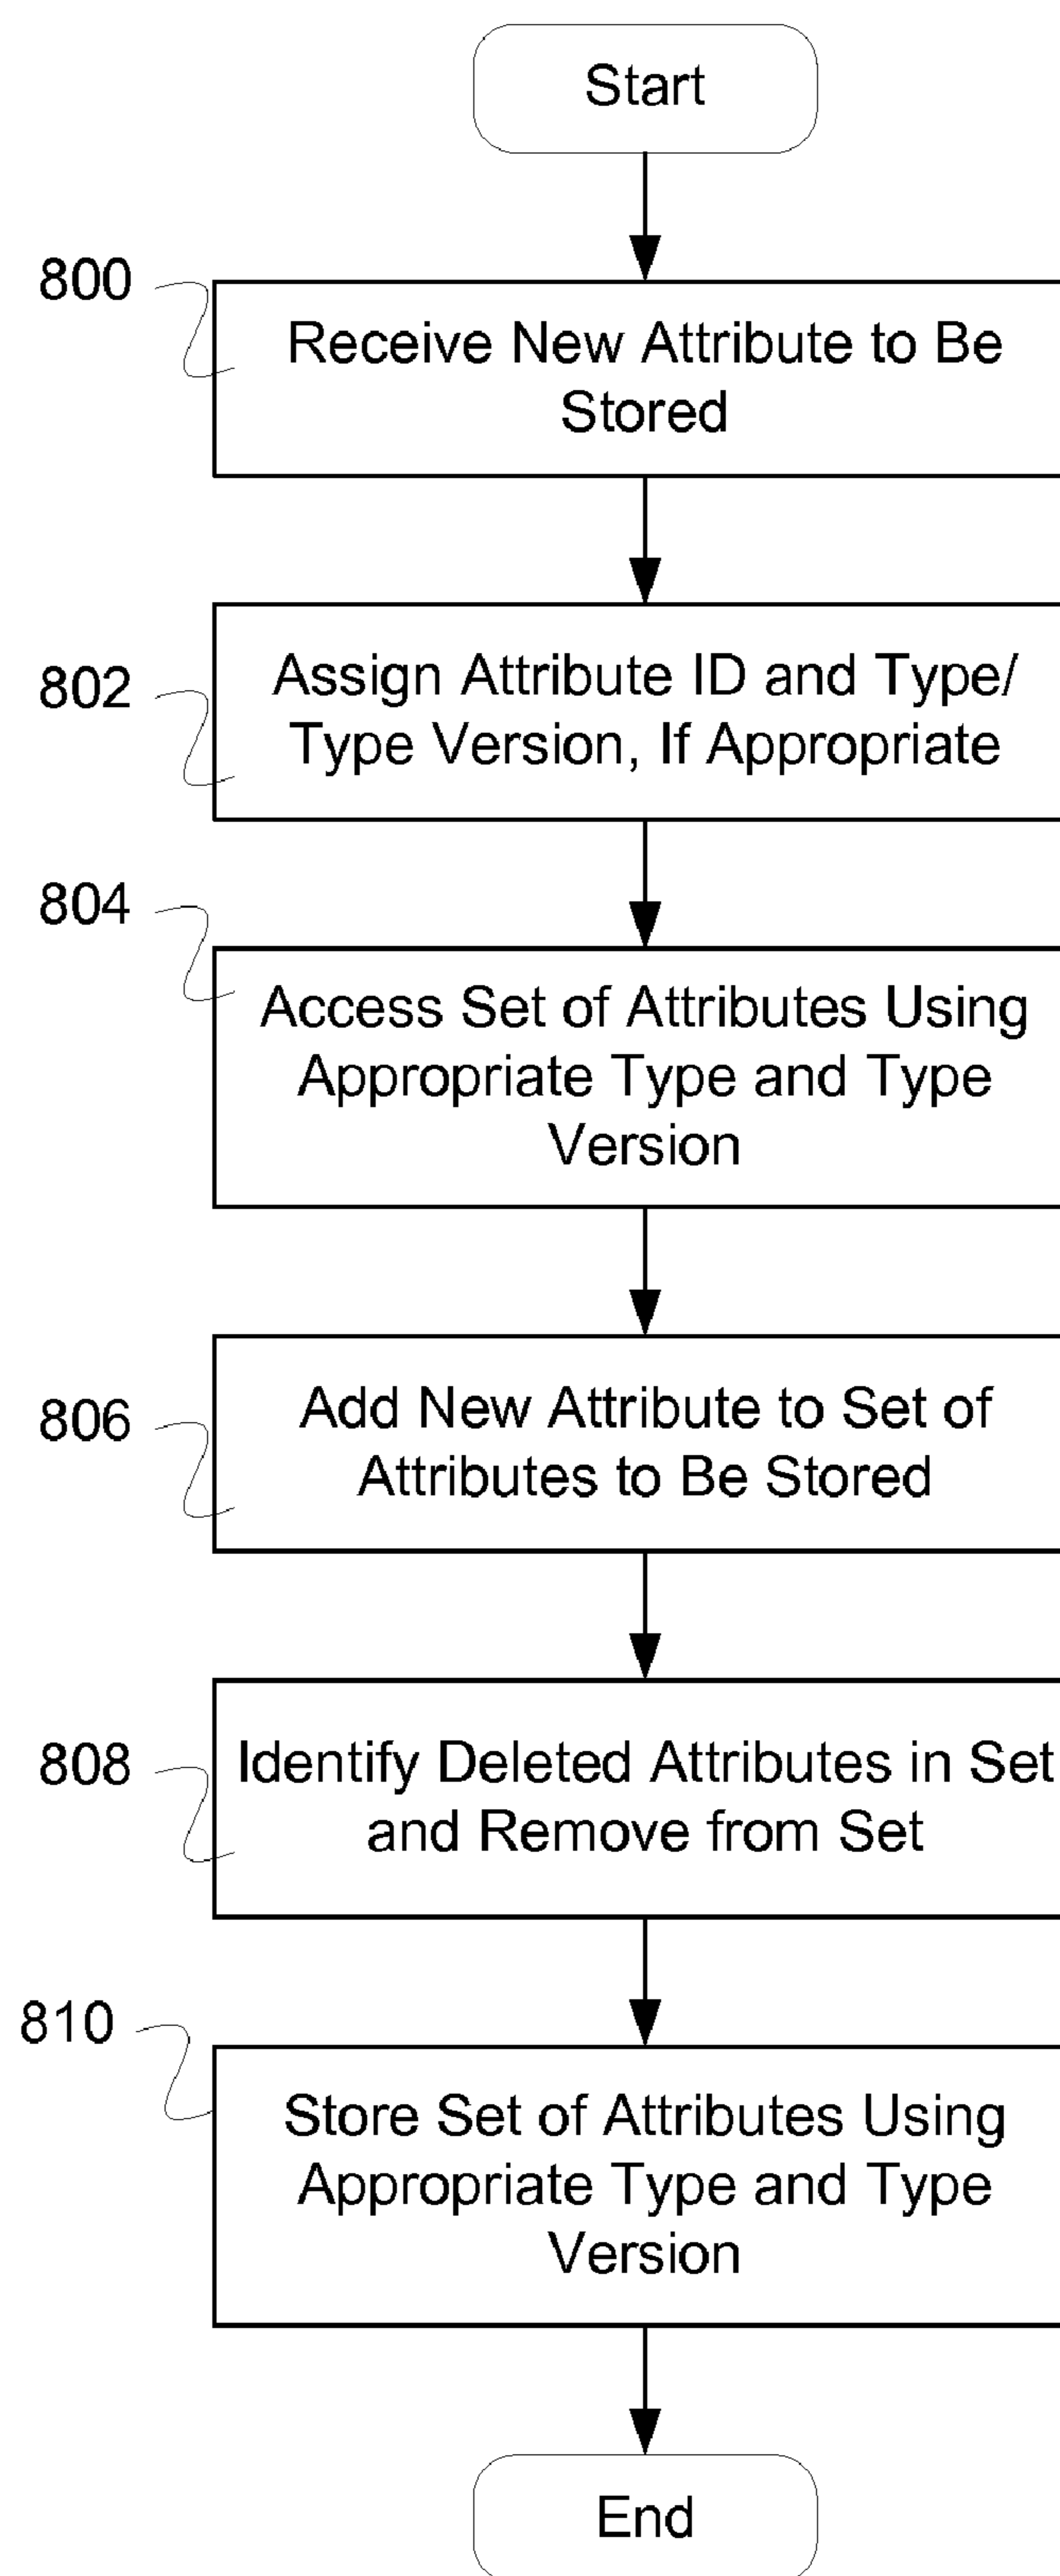 Start
800
Receive New Attribute to Be
Stored
802
Assign Attribute ID and Type/
Type Version, If Appropriate
804
Access Set of Attributes Using
Appropriate Type and Type
Version
806
Add New Attribute to Set of
Attributes to Be Stored
808
Identify Deleted Attributes in Set
and Remove from Set
810
Store Set of Attributes Using
Appropriate Type and Type
Version
End